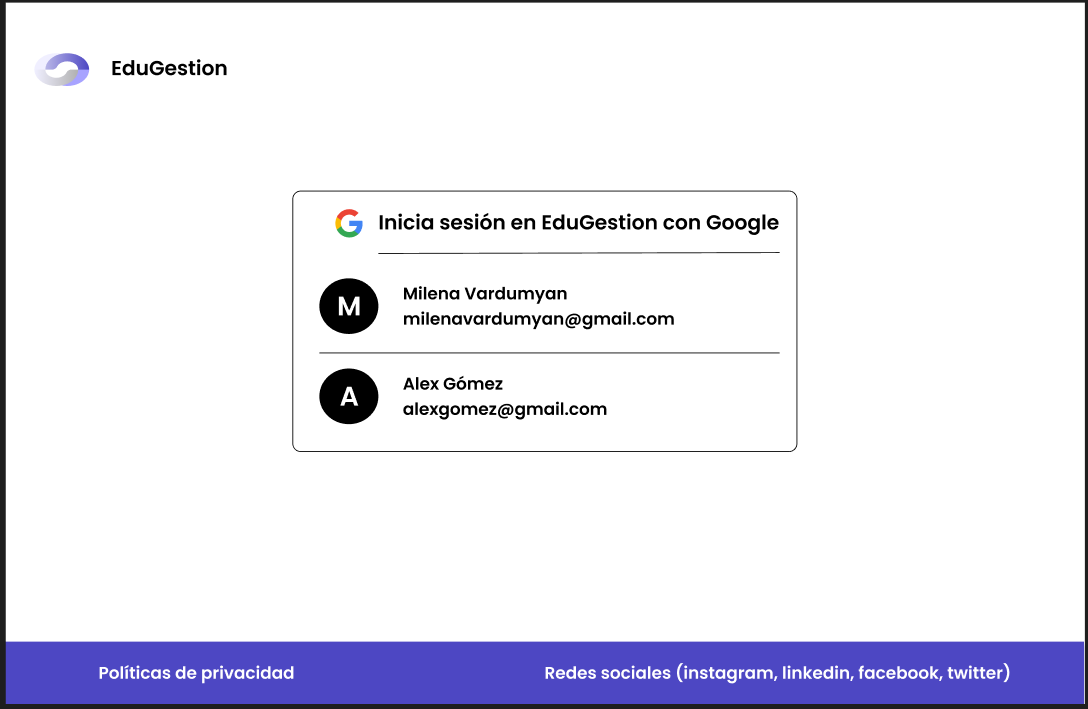 EduGestion
Inicia sesión en EduGestion con Google
M
Milena Vardumyan
milenavardumyan@gmail.com
A
Alex Gómez
alexgomez@gmail.com
Políticas de privacidad
Redes sociales (instagram, linkedin, facebook, twitter)